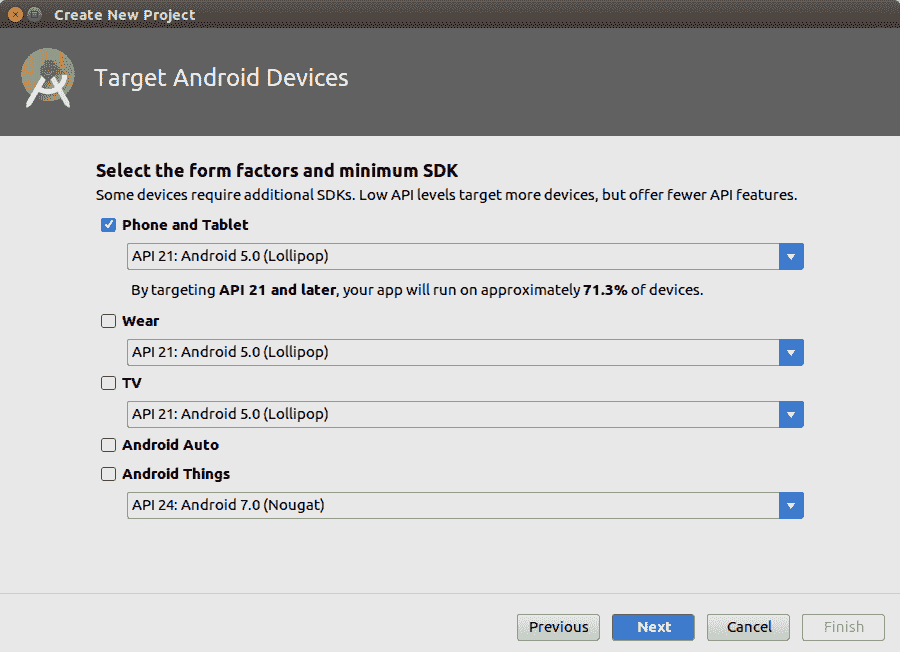 Create New Project
Target Android Devices
Select the form factors and minimum SDK
Some devices require additional SDKs. Low API levels target more devices, but offer fewer API features.
Phone and Tablet
API 21: Android 5.0 (Lollipop)
By targeting API 21 and later, your app will run on approximately 71.3% of devices.
Wear
API 21: Android 5.0 (Lollipop)
TV
API 21: Android 5.0 (Lollipop)
Android Auto
Android Things
API 24: Android 7.0 (Nougat)
Previous Next Cancel Finish